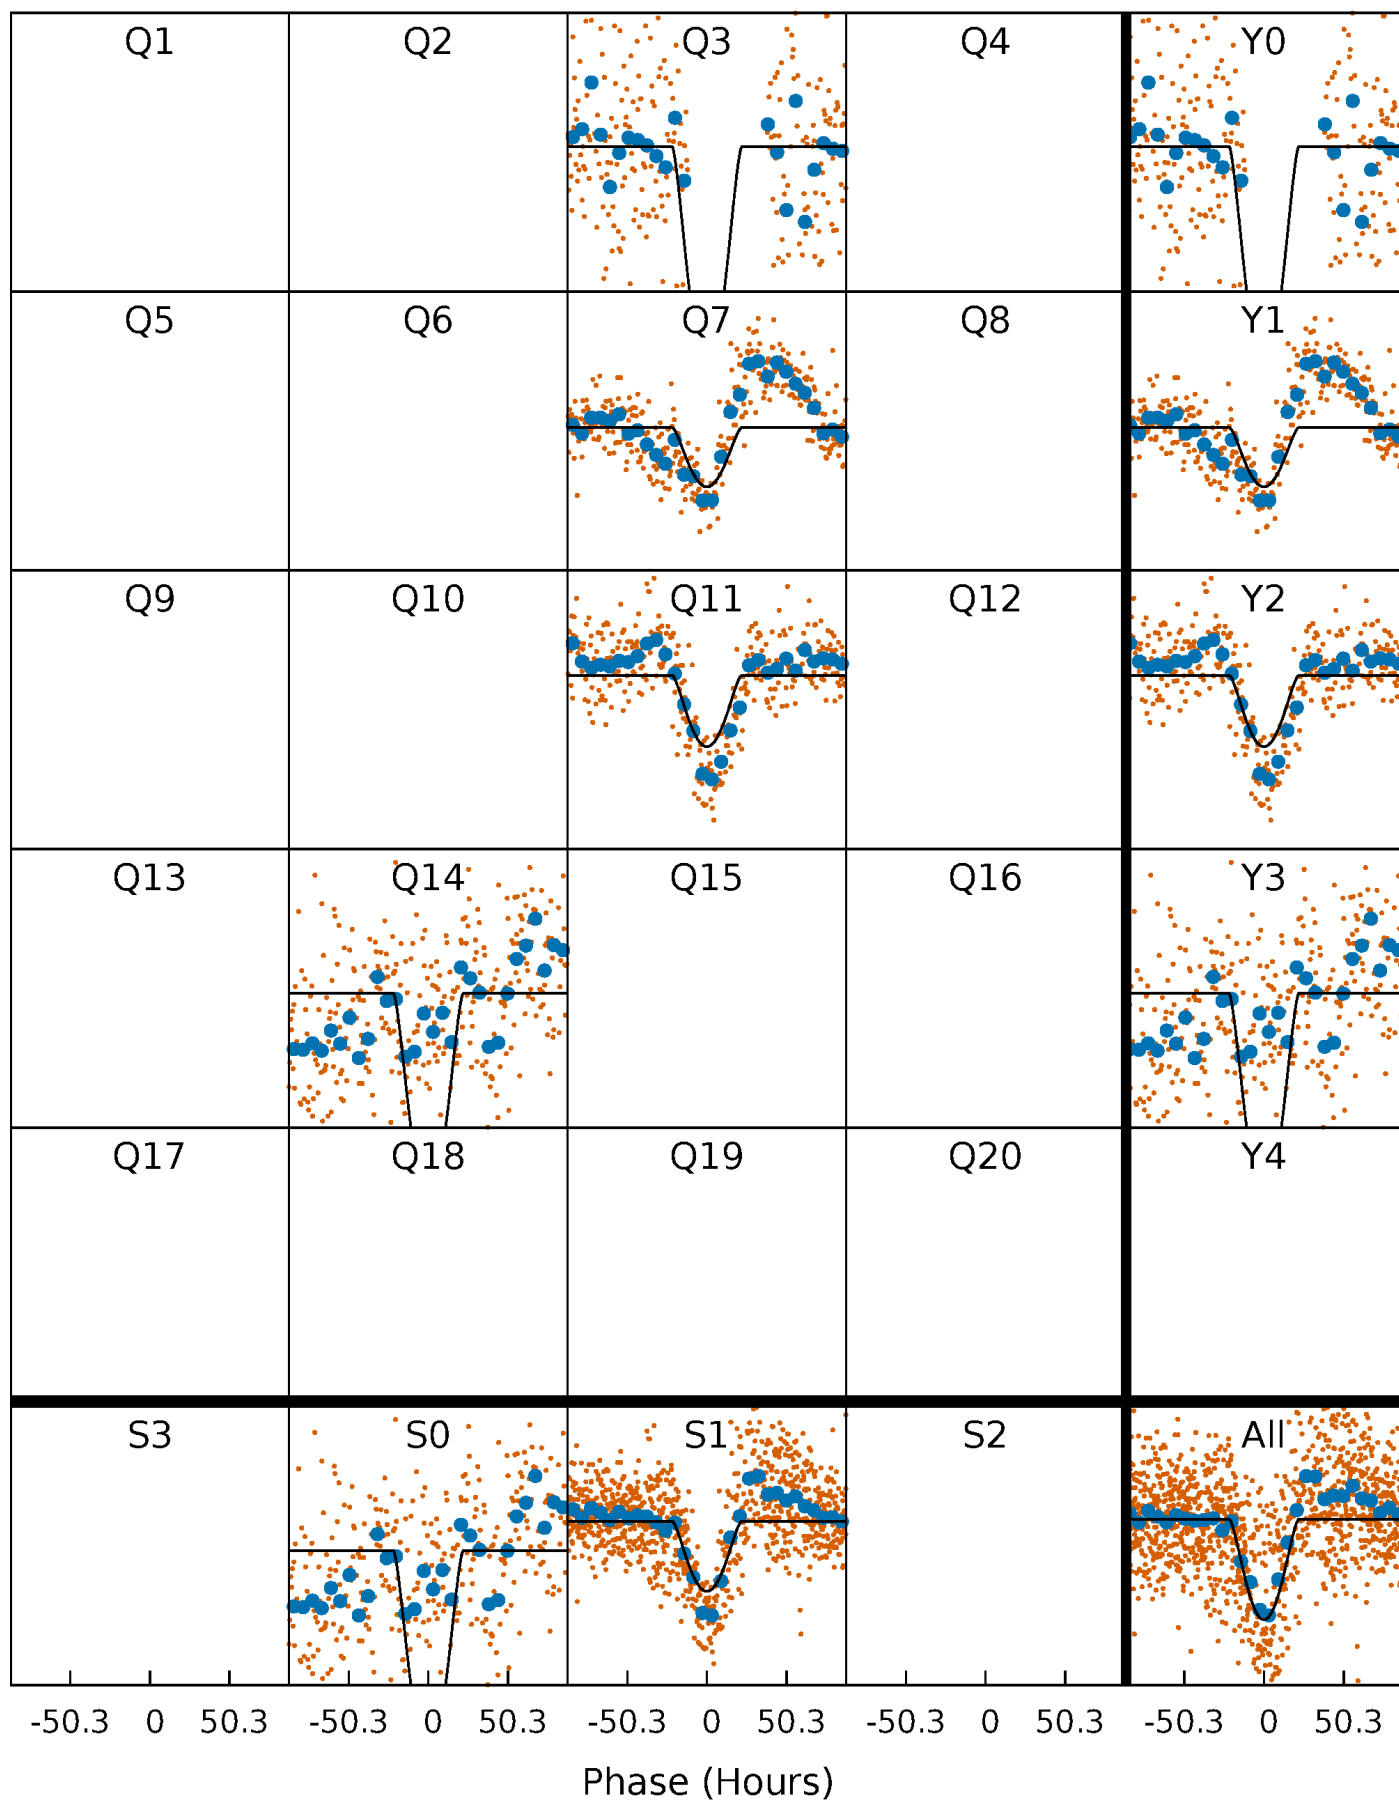 Q1 Q2 Q3 Q4 Y0
Q5 Q6 Q7 Q8 Y1
Q9 Q10 Q11 Q12 Y2
Q13 Q14 Q15 Q16 Y3
Q17 Q18 Q19 Q20 Y4
S3 S0 S1 S2 All
-50.3 0 50.3 -50.3 0 50.3 -50.3 0 50.3 -50.3 0 50.3 -50.3 0 50.3
Phase (Hours)